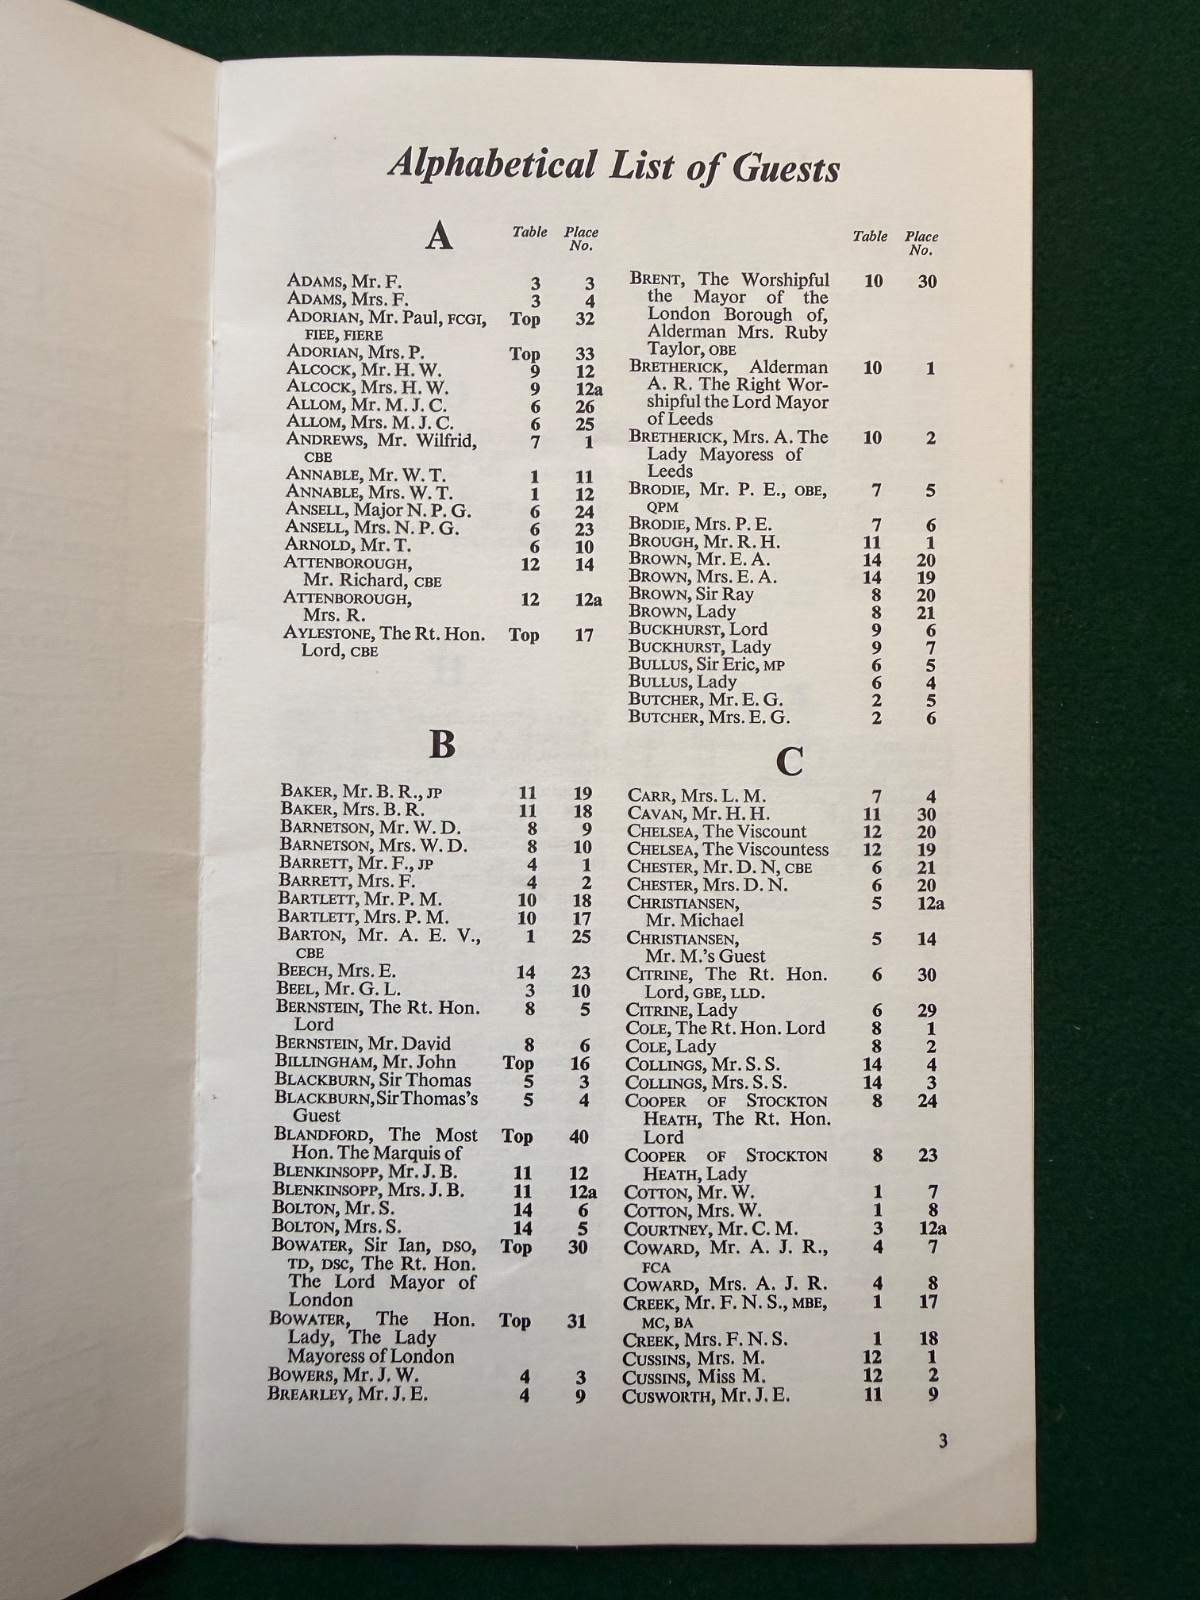 Alphabetical List of Guests
A Table Place No.
ADAMS, Mr. F. 3 3
ADAMS, Mrs. F. 3 4
ADORIAN, Mr. Paul, FCGI, Top 32
FIEE, FIERE
ADORIAN, Mrs. P. Top 33
ALCOCK, Mr. H. W. 9 12
ALCOCK, Mrs. H. W. 9 12a
ALLOM, Mr. M. J. C. 6 26
ALLOM, Mrs. M. J. C. 6 25
ANDREWS, Mr. Wilfrid, 7 1
CBE
ANNABLE, Mr. W. T. 1 11
ANNABLE, Mrs. W. T. 1 12
ANSELL, Major N. P. G. 6 24
ANSELL, Mrs. N. P. G. 6 23
ARNOLD, Mr. T. 6 10
ATTENBOROUGH, 12 14
Mr. Richard, CBE
ATTENBOROUGH, 12 12a
Mrs. R.
AYLESTONE, The Rt. Hon. Top 17
Lord, CBE
B
BAKER, Mr. B. R., JP 11 19
BAKER, Mrs. B. R. 11 18
BARNETSON, Mr. W. D. 8 9
BARNETSON, Mrs. W. D. 8 10
BARRETT, Mr. F., JP 4 1
BARRETT, Mrs. F. 4 2
BARTLETT, Mr. P. M. 10 18
BARTLETT, Mrs. P. M. 10 17
BARTON, Mr. A. E. V., 1 25
CBE
BEECH, Mrs. E. 14 23
BEEL, Mr. G. L. 3 10
BERNSTEIN, The Rt. Hon. 8 5
Lord
BERNSTEIN, Mr. David 8 6
BILLINGHAM, Mr. John Top 16
BLACKBURN, Sir Thomas 5 3
BLACKBURN, Sir Thomas's 5 4
Guest
BLANDFORD, The Most Top 40
Hon. The Marquis of
BLENKINSOPP, Mr. J. B. 11 12
BLENKINSOPP, Mrs. J. B. 11 12a
BOLTON, Mr. S. 14 6
BOLTON, Mrs. S. 14 5
BOWATER, Sir Ian, DSO, Top 30
TD, DSC, The Rt. Hon.
The Lord Mayor of
London
BOWATER, The Hon. Top 31
Lady, The Lady
Mayoress of London
BOWERS, Mr. J. W. 4 3
BREARLEY, Mr. J. E. 4 9
Table Place No.
BRENT, The Worshipful 10 30
the Mayor of the
London Borough of,
Alderman Mrs. Ruby
Taylor, OBE
BRETHERICK, Alderman 10 1
A. R. The Right Wor-
shipful the Lord Mayor
of Leeds
BRETHERICK, Mrs. A. The 10 2
Lady Mayoress of
Leeds
BRODIE, Mr. P. E., OBE, 7 5
QPM
BRODIE, Mrs. P. E. 7 6
BROUGH, Mr. R. H. 11 1
BROWN, Mr. E. A. 14 20
BROWN, Mrs. E. A. 14 19
BROWN, Sir Ray 8 20
BROWN, Lady 8 21
BUCKHURST, Lord 9 6
BUCKHURST, Lady 9 7
BULLUS, Sir Eric, MP 6 5
BULLUS, Lady 6 4
BUTCHER, Mr. E. G. 2 5
BUTCHER, Mrs. E. G. 2 6
C
CARR, Mrs. L. M. 7 4
CAVAN, Mr. H. H. 11 30
CHELSEA, The Viscount 12 20
CHELSEA, The Viscountess 12 19
CHESTER, Mr. D. N, CBE 6 21
CHESTER, Mrs. D. N. 6 20
CHRISTIANSEN, 5 12a
Mr. Michael
CHRISTIANSEN, 5 14
Mr. M.'s Guest
CITRINE, The Rt. Hon. 6 30
Lord, GBE, LLD.
CITRINE, Lady 6 29
COLE, The Rt. Hon. Lord 8 1
COLE, Lady 8 2
COLLINGS, Mr. S. S. 14 4
COLLINGS, Mrs. S. S. 14 3
COOPER OF STOCKTON 8 24
HEATH, The Rt. Hon.
Lord
COOPER OF STOCKTON 8 23
HEATH, Lady
COTTON, Mr. W. 1 7
COTTON, Mrs. W. 1 8
COURTNEY, Mr. C. M. 3 12a
COWARD, Mr. A. J. R., 4 7
FCA
COWARD, Mrs. A. J. R. 4 8
CREEK, Mr. F. N. S., MBE, 1 17
MC, BA
CREEK, Mrs. F. N. S. 1 18
CUSSINS, Mrs. M. 12 1
CUSSINS, Miss M. 12 2
CUSWORTH, Mr. J. E. 11 9
3